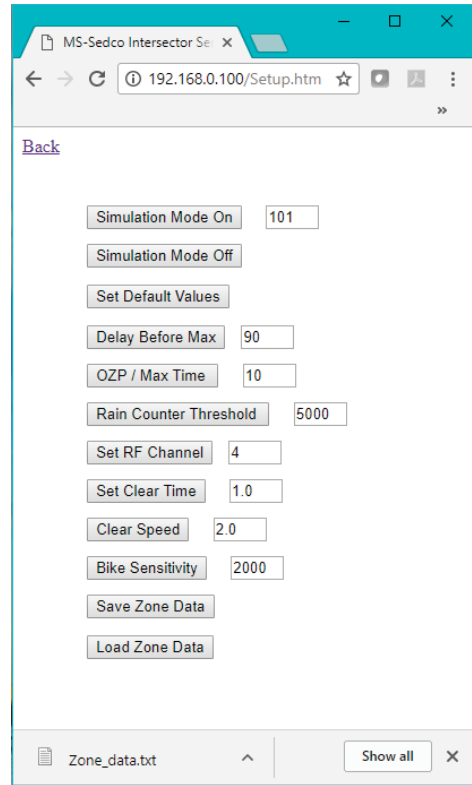 MS-Sedco Intersector Se
192.168.0.100/Setup.htm
»
Back
Simulation Mode On 101
Simulation Mode Off
Set Default Values
Delay Before Max 90
OZP / Max Time 10
Rain Counter Threshold 5000
Set RF Channel 4
Set Clear Time 1.0
Clear Speed 2.0
Bike Sensitivity 2000
Save Zone Data
Load Zone Data
Zone_data.txt Show all